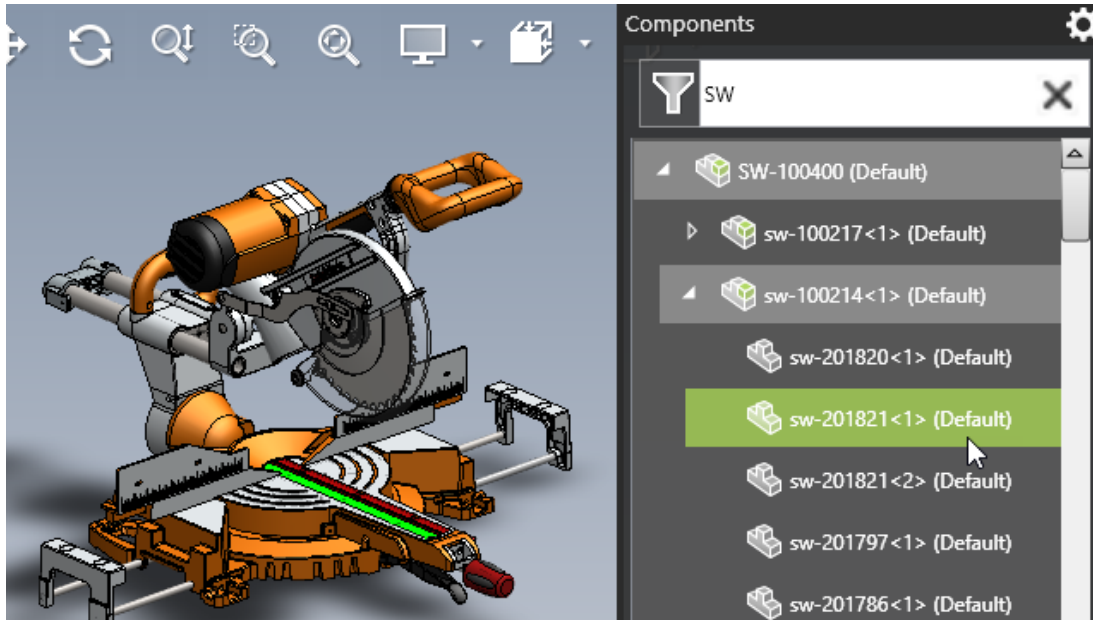 Components
SW
SW-100400 (Default)
sw-100217<1> (Default)
sw-100214<1> (Default)
sw-201820<1> (Default)
sw-201821<1> (Default)
sw-201821<2> (Default)
sw-201797<1> (Default)
sw-201786<1> (Default)